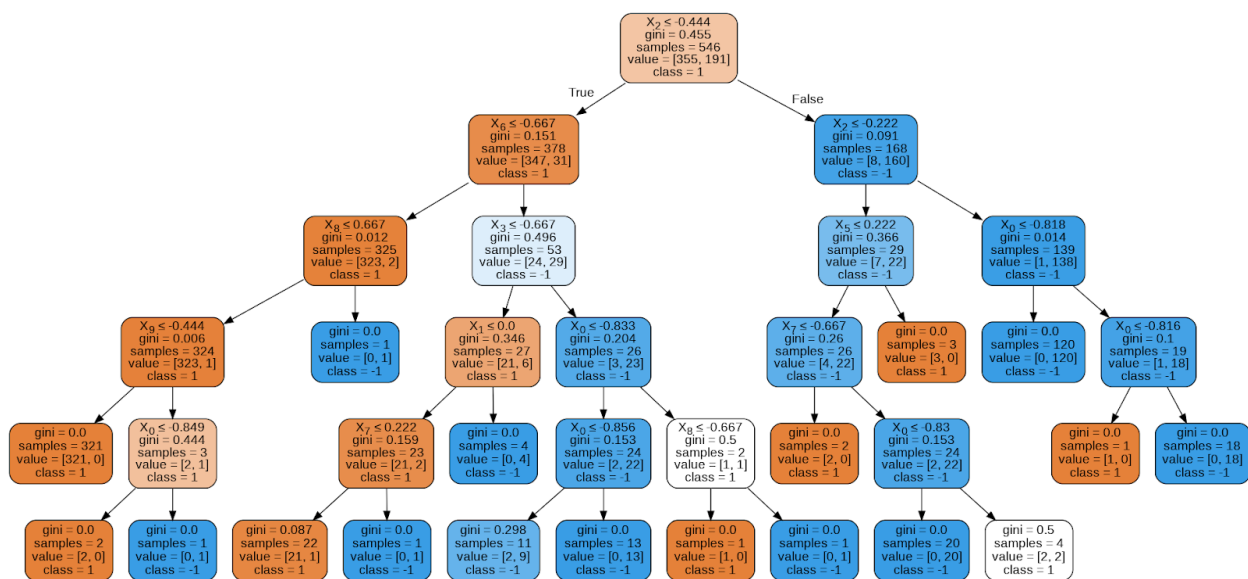 X₂ ≤ -0.444
gini = 0.455
samples = 546
value = [355, 191]
class = 1
True
False
X₆ ≤ -0.667
gini = 0.151
samples = 378
value = [347, 31]
class = 1
X₂ ≤ -0.222
gini = 0.091
samples = 168
value = [8, 160]
class = -1
X₈ ≤ 0.667
gini = 0.012
samples = 325
value = [323, 2]
class = 1
X₃ ≤ -0.667
gini = 0.496
samples = 53
value = [24, 29]
class = -1
X₅ ≤ 0.222
gini = 0.366
samples = 29
value = [7, 22]
class = -1
X₀ ≤ -0.818
gini = 0.014
samples = 139
value = [1, 138]
class = -1
X₉ ≤ -0.444
gini = 0.006
samples = 324
value = [323, 1]
class = 1
gini = 0.0
samples = 1
value = [0, 1]
class = -1
X₁ ≤ 0.0
gini = 0.346
samples = 27
value = [21, 6]
class = 1
X₀ ≤ -0.833
gini = 0.204
samples = 26
value = [3, 23]
class = -1
X₇ ≤ -0.667
gini = 0.26
samples = 26
value = [4, 22]
class = -1
gini = 0.0
samples = 3
value = [3, 0]
class = 1
gini = 0.0
samples = 120
value = [0, 120]
class = -1
X₀ ≤ -0.816
gini = 0.1
samples = 19
value = [1, 18]
class = -1
gini = 0.0
samples = 321
value = [321, 0]
class = 1
X₀ ≤ -0.849
gini = 0.444
samples = 3
value = [2, 1]
class = 1
X₇ ≤ 0.222
gini = 0.159
samples = 23
value = [21, 2]
class = 1
gini = 0.0
samples = 4
value = [0, 4]
class = -1
X₀ ≤ -0.856
gini = 0.153
samples = 24
value = [2, 22]
class = -1
X₈ ≤ -0.667
gini = 0.5
samples = 2
value = [1, 1]
class = 1
gini = 0.0
samples = 2
value = [2, 0]
class = 1
X₀ ≤ -0.83
gini = 0.153
samples = 24
value = [2, 22]
class = -1
gini = 0.0
samples = 1
value = [1, 0]
class = 1
gini = 0.0
samples = 18
value = [0, 18]
class = -1
gini = 0.0
samples = 2
value = [2, 0]
class = 1
gini = 0.0
samples = 1
value = [0, 1]
class = -1
gini = 0.087
samples = 22
value = [21, 1]
class = 1
gini = 0.0
samples = 1
value = [0, 1]
class = -1
gini = 0.298
samples = 11
value = [2, 9]
class = -1
gini = 0.0
samples = 13
value = [0, 13]
class = -1
gini = 0.0
samples = 1
value = [1, 0]
class = 1
gini = 0.0
samples = 1
value = [0, 1]
class = -1
gini = 0.0
samples = 20
value = [0, 20]
class = -1
gini = 0.5
samples = 4
value = [2, 2]
class = 1